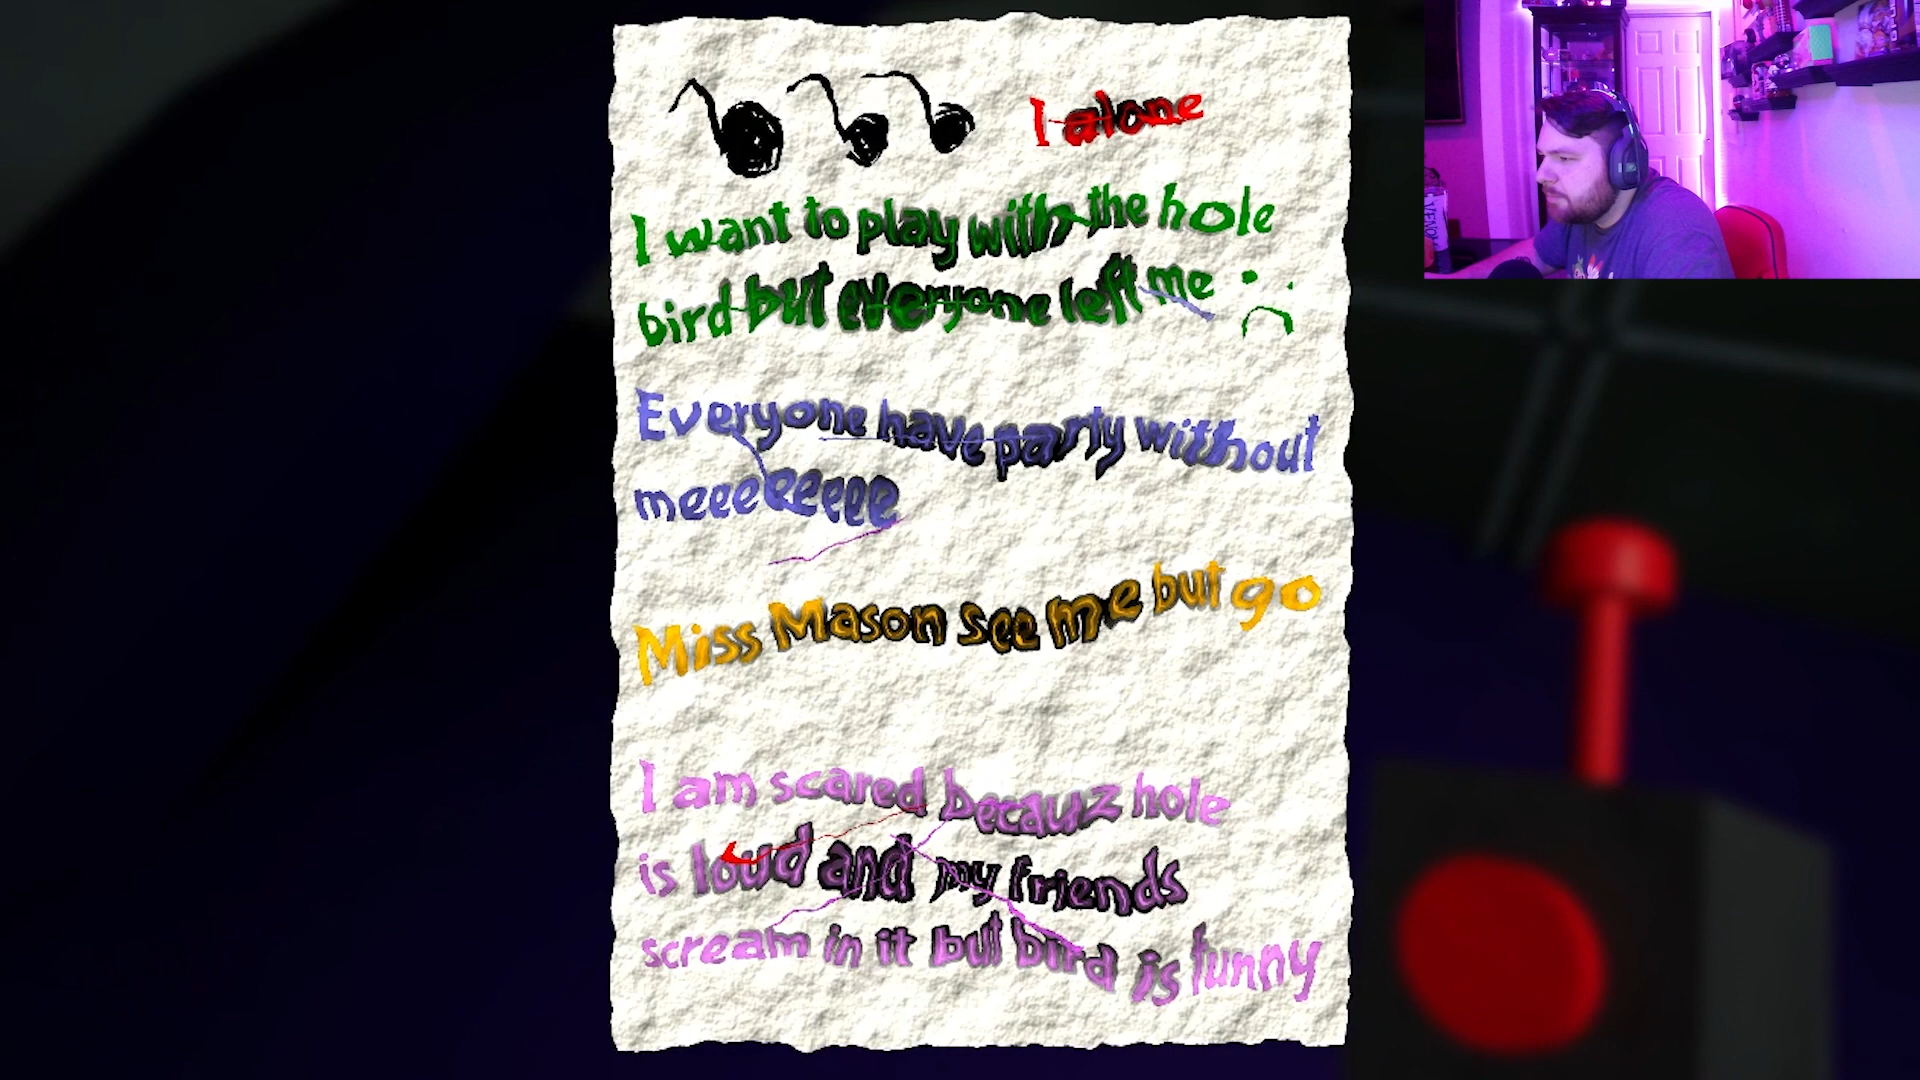 I alone
I want to play with the hole
bird but everyone left me
Everyone have party without
meeeeeeee
Miss Mason see me but go
I am scared becauz hole
is loud and my friends
scream in it but bird is funny